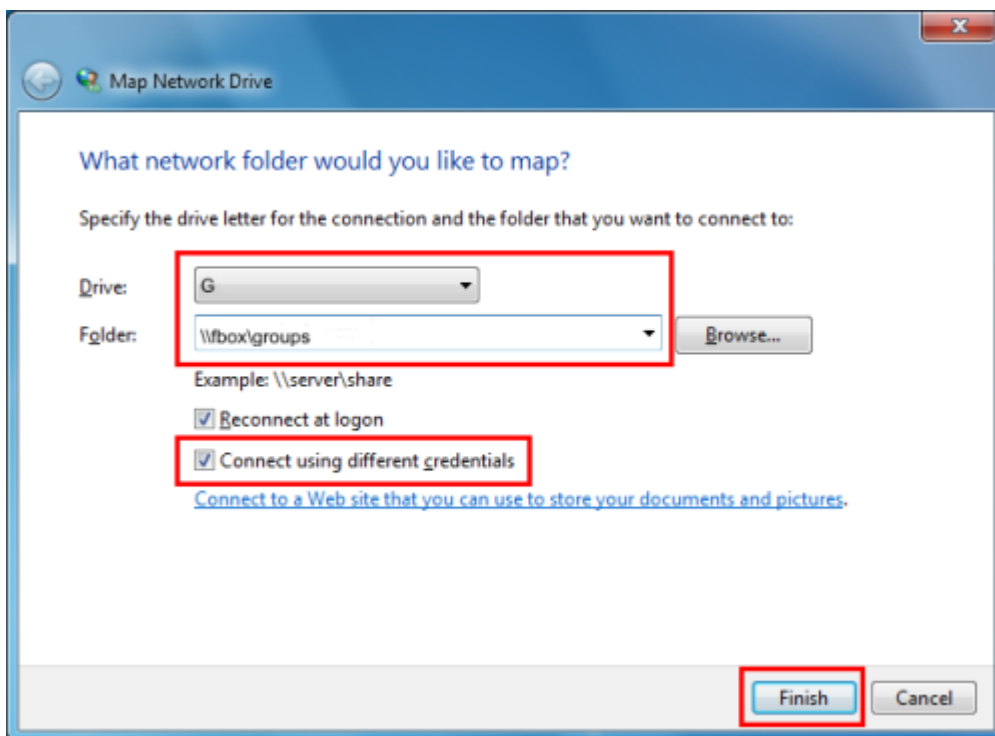 Map Network Drive
What network folder would you like to map?
Specify the drive letter for the connection and the folder that you want to connect to:
Drive: G
Folder: \\fbox\groups Browse...
Example: \\server\share
Reconnect at logon
Connect using different credentials
Connect to a Web site that you can use to store your documents and pictures.
Finish Cancel